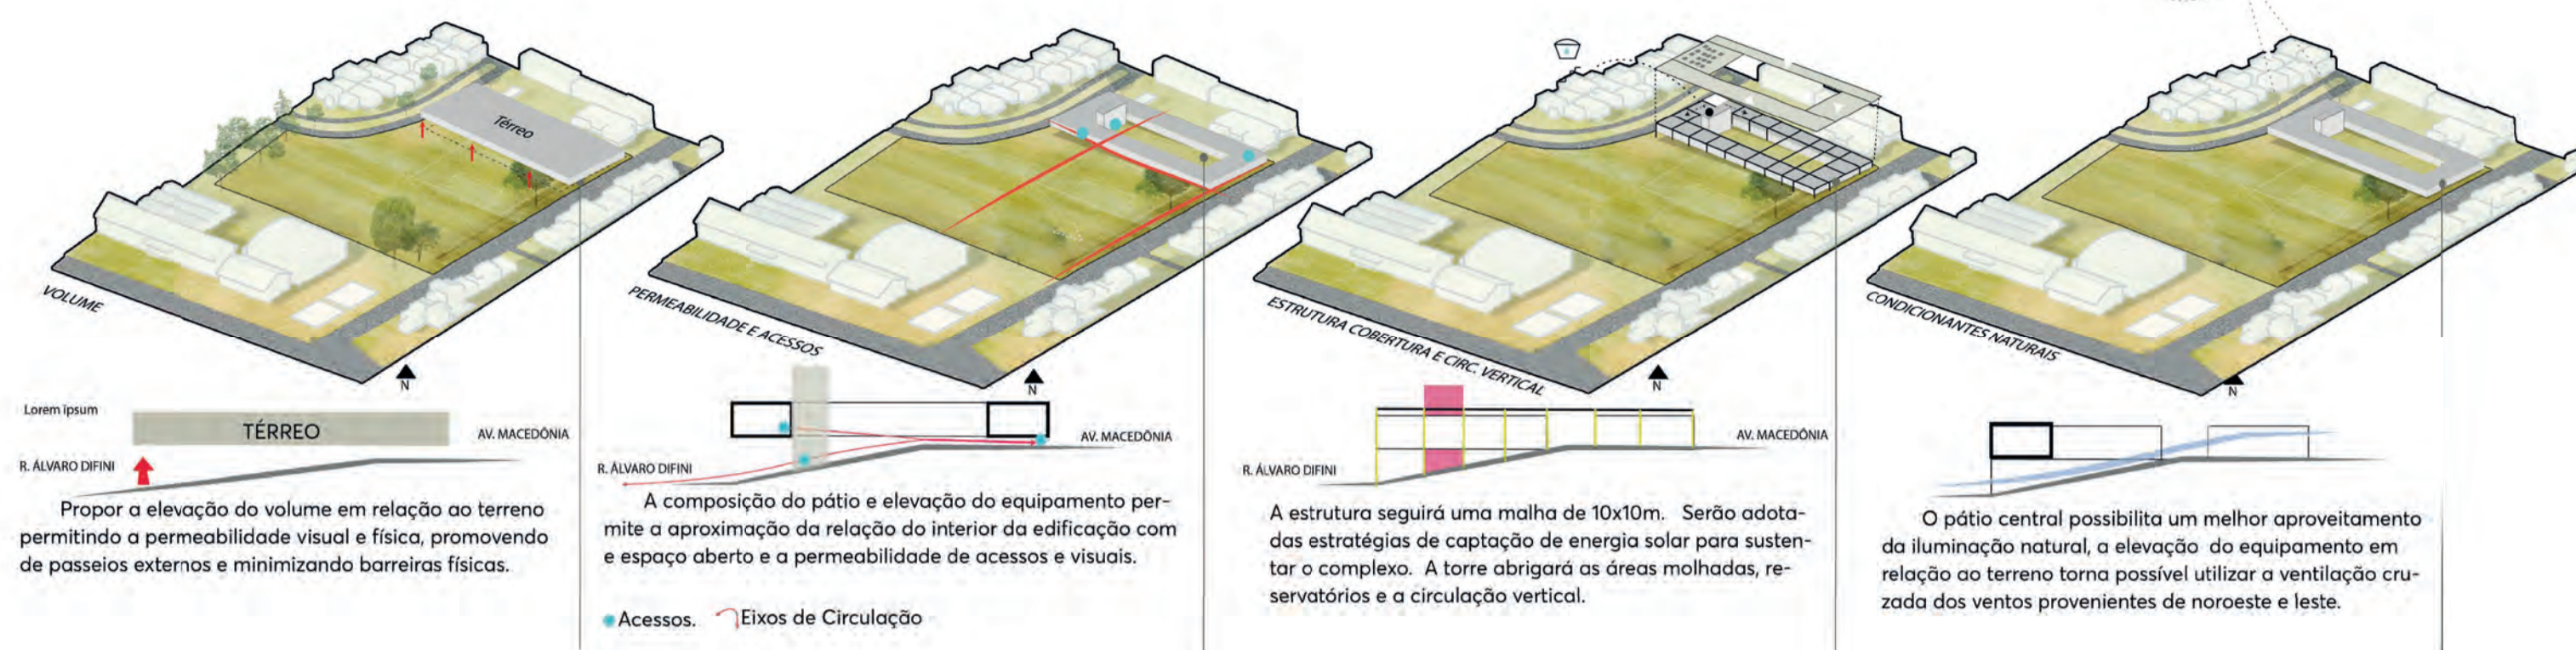 Térreo
VOLUME
N
Lorem ipsum
TÉRREO
AV. MACEDÔNIA
R. ÁLVARO DIFINI
Propor a elevação do volume em relação ao terreno
permitindo a permeabilidade visual e física, promovendo
de passeios externos e minimizando barreiras físicas.
PERMEABILIDADE E ACESSOS
N
AV. MACEDÔNIA
R. ÁLVARO DIFINI
A composição do pátio e elevação do equipamento per-
mite a aproximação da relação do interior da edificação com
e espaço aberto e a permeabilidade de acessos e visuais.
Acessos. Eixos de Circulação
ESTRUTURA COBERTURA E CIRC. VERTICAL
N
AV. MACEDÔNIA
R. ÁLVARO DIFINI
A estrutura seguirá uma malha de 10x10m. Serão adota-
das estratégias de captação de energia solar para susten-
tar o complexo. A torre abrigará as áreas molhadas, re-
servatórios e a circulação vertical.
CONDICIONANTES NATURAIS
N
O pátio central possibilita um melhor aproveitamento
da iluminação natural, a elevação do equipamento em
relação ao terreno torna possível utilizar a ventilação cru-
zada dos ventos provenientes de noroeste e leste.